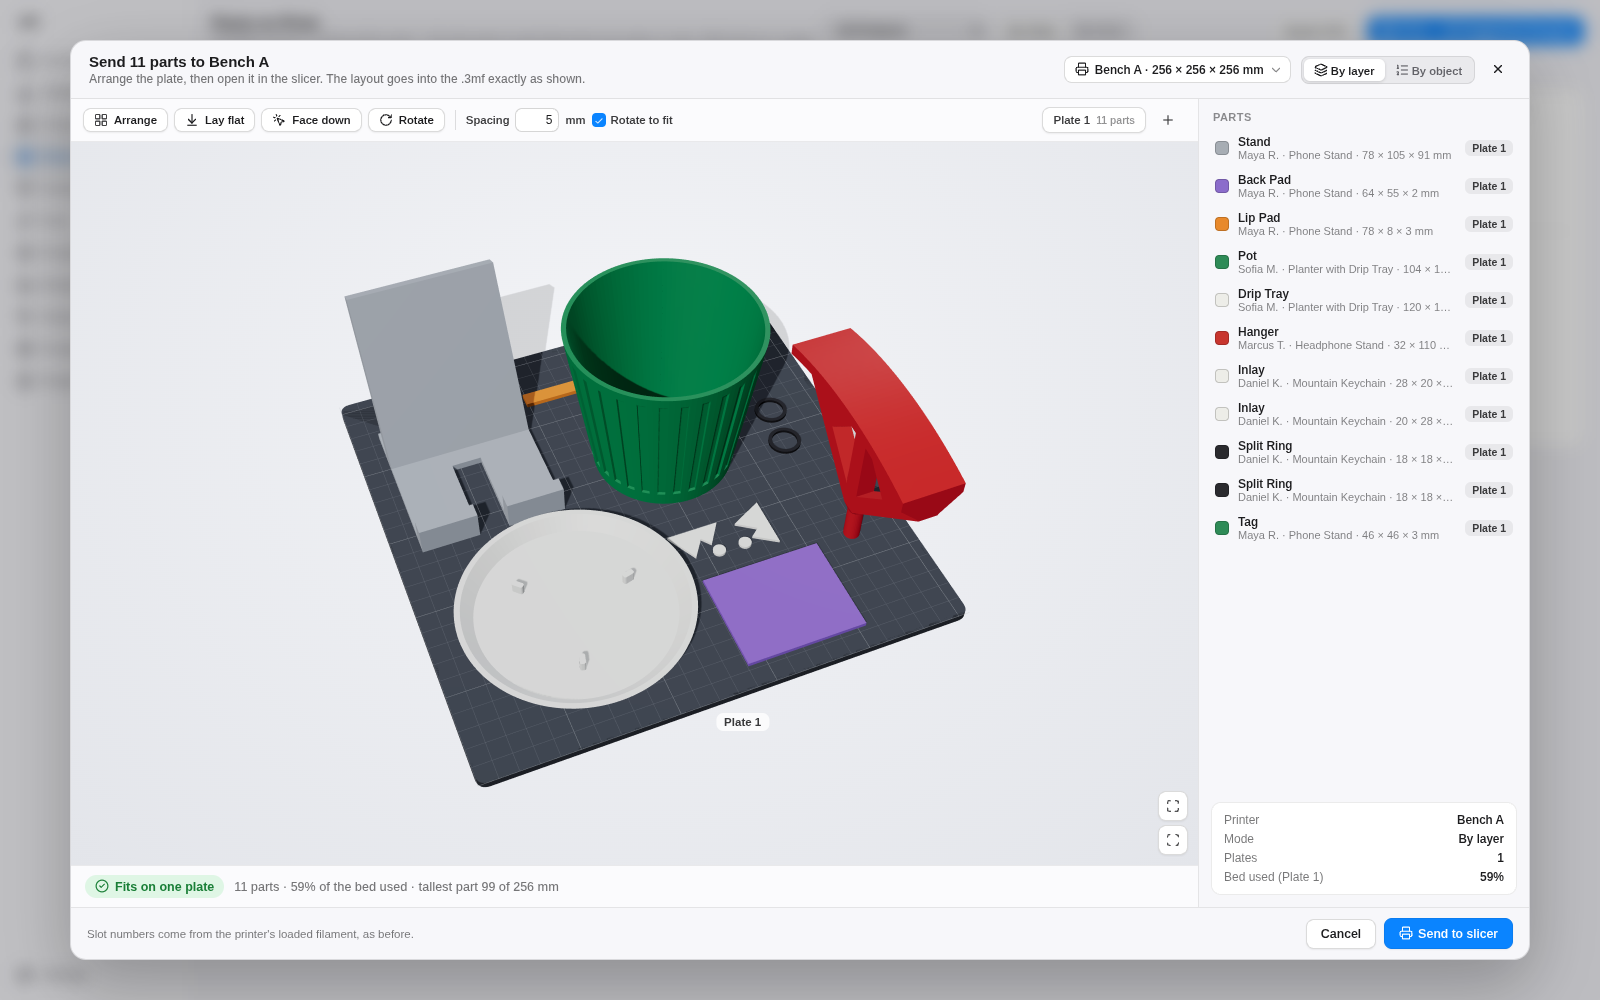 Send 11 parts to Bench A
Arrange the plate, then open it in the slicer. The layout goes into the .3mf exactly as shown.
Bench A · 256 × 256 × 256 mm
By layer
By object
Arrange
Lay flat
Face down
Rotate
Spacing 5 mm
Rotate to fit
Plate 1 11 parts
PARTS
Stand
Maya R. · Phone Stand · 78 × 105 × 91 mm
Plate 1
Back Pad
Maya R. · Phone Stand · 64 × 55 × 2 mm
Plate 1
Lip Pad
Maya R. · Phone Stand · 78 × 8 × 3 mm
Plate 1
Pot
Sofia M. · Planter with Drip Tray · 104 × 1…
Plate 1
Drip Tray
Sofia M. · Planter with Drip Tray · 120 × 1…
Plate 1
Hanger
Marcus T. · Headphone Stand · 32 × 110 …
Plate 1
Inlay
Daniel K. · Mountain Keychain · 28 × 20 ×…
Plate 1
Inlay
Daniel K. · Mountain Keychain · 20 × 28 ×…
Plate 1
Split Ring
Daniel K. · Mountain Keychain · 18 × 18 ×…
Plate 1
Split Ring
Daniel K. · Mountain Keychain · 18 × 18 ×…
Plate 1
Tag
Maya R. · Phone Stand · 46 × 46 × 3 mm
Plate 1
Plate 1
Printer Bench A
Mode By layer
Plates 1
Bed used (Plate 1) 59%
Fits on one plate
11 parts · 59% of the bed used · tallest part 99 of 256 mm
Slot numbers come from the printer's loaded filament, as before.
Cancel
Send to slicer